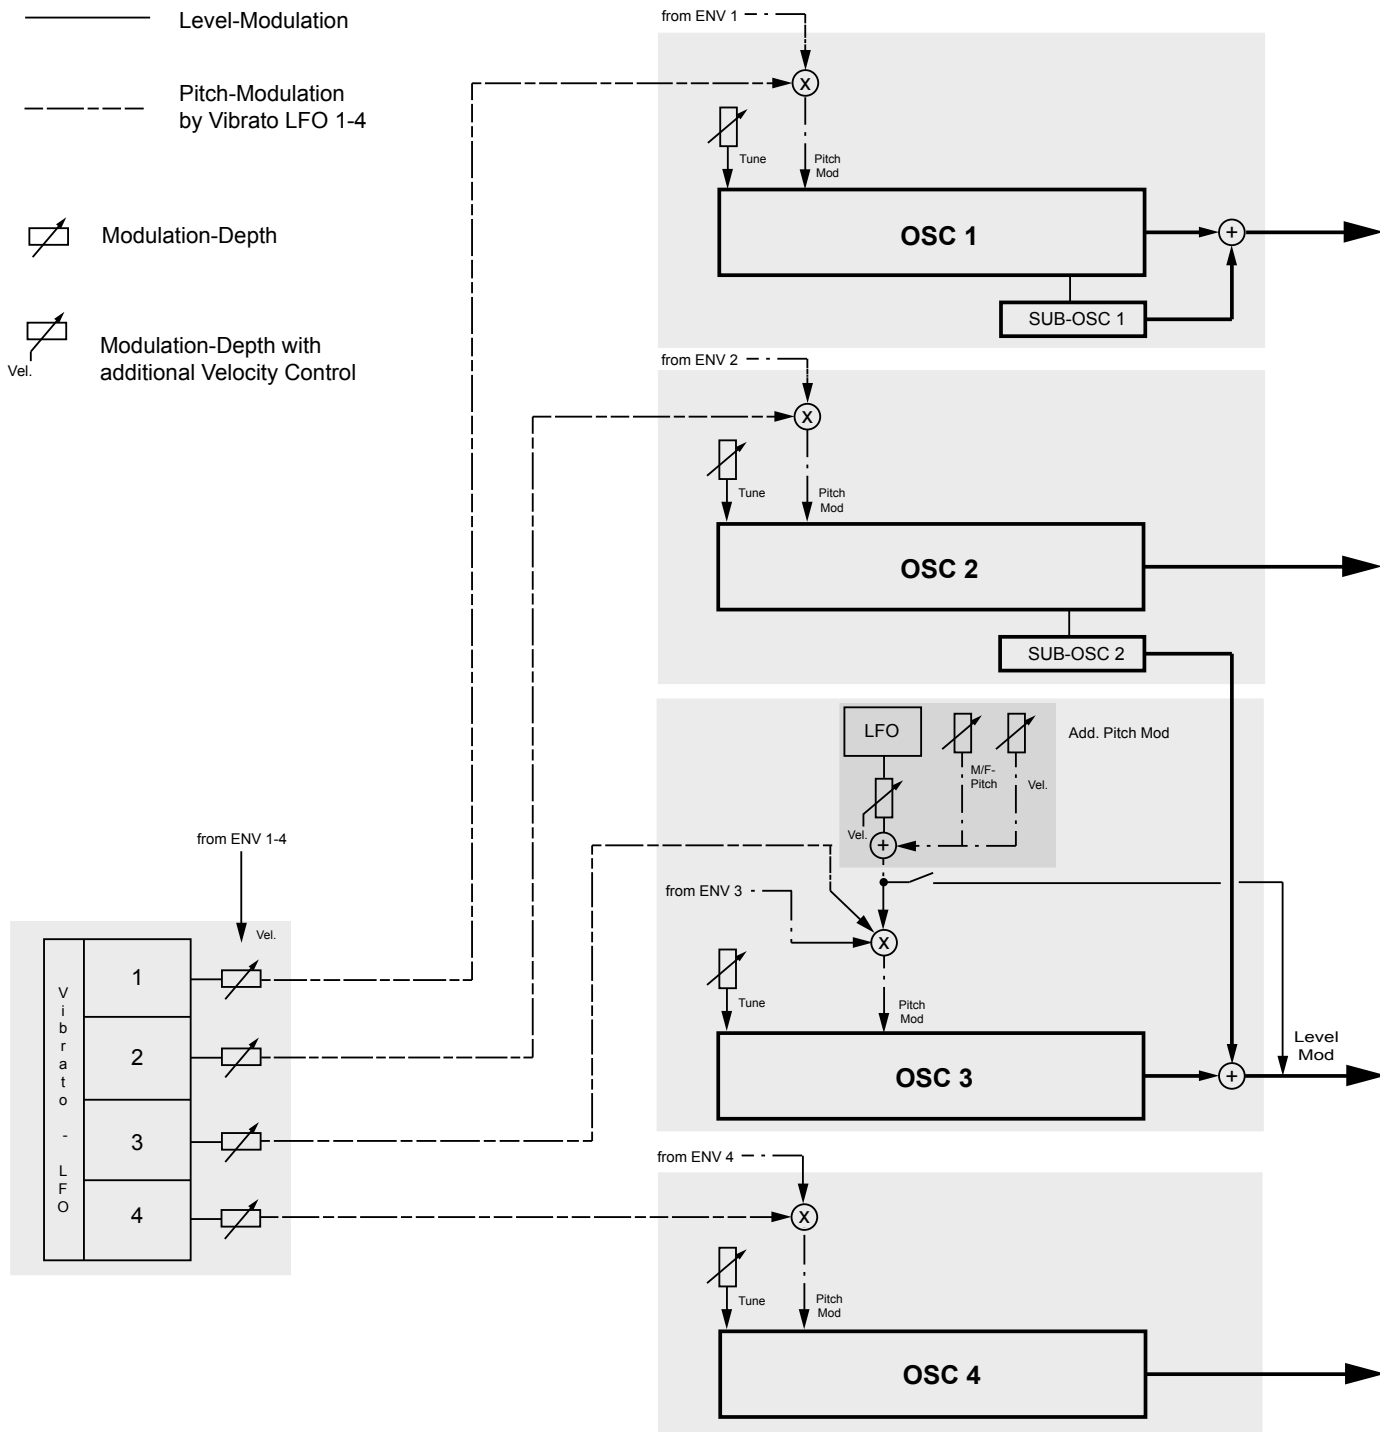 Level-Modulation
Pitch-Modulation
by Vibrato LFO 1-4
Modulation-Depth
Vel.
Modulation-Depth with
additional Velocity Control
from ENV 1
X
Tune
Pitch
Mod
OSC 1
+
SUB-OSC 1
from ENV 2
X
Tune
Pitch
Mod
OSC 2
SUB-OSC 2
LFO
M/F-
Pitch
Vel.
Add. Pitch Mod
Vel.
+
from ENV 3
X
Tune
Pitch
Mod
OSC 3
+
Level
Mod
from ENV 1-4
Vel.
Vibrato - LFO
1
2
3
4
from ENV 4
X
Tune
Pitch
Mod
OSC 4